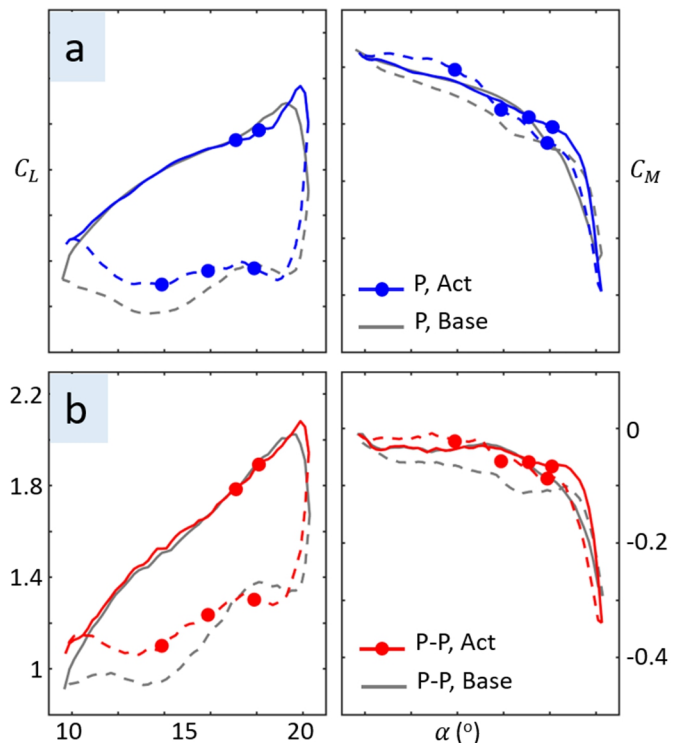 a
C_L
C_M
P, Act
P, Base
b
2.2
1.8
1.4
1
0
-0.2
-0.4
P-P, Act
P-P, Base
10
15
20
α (°)